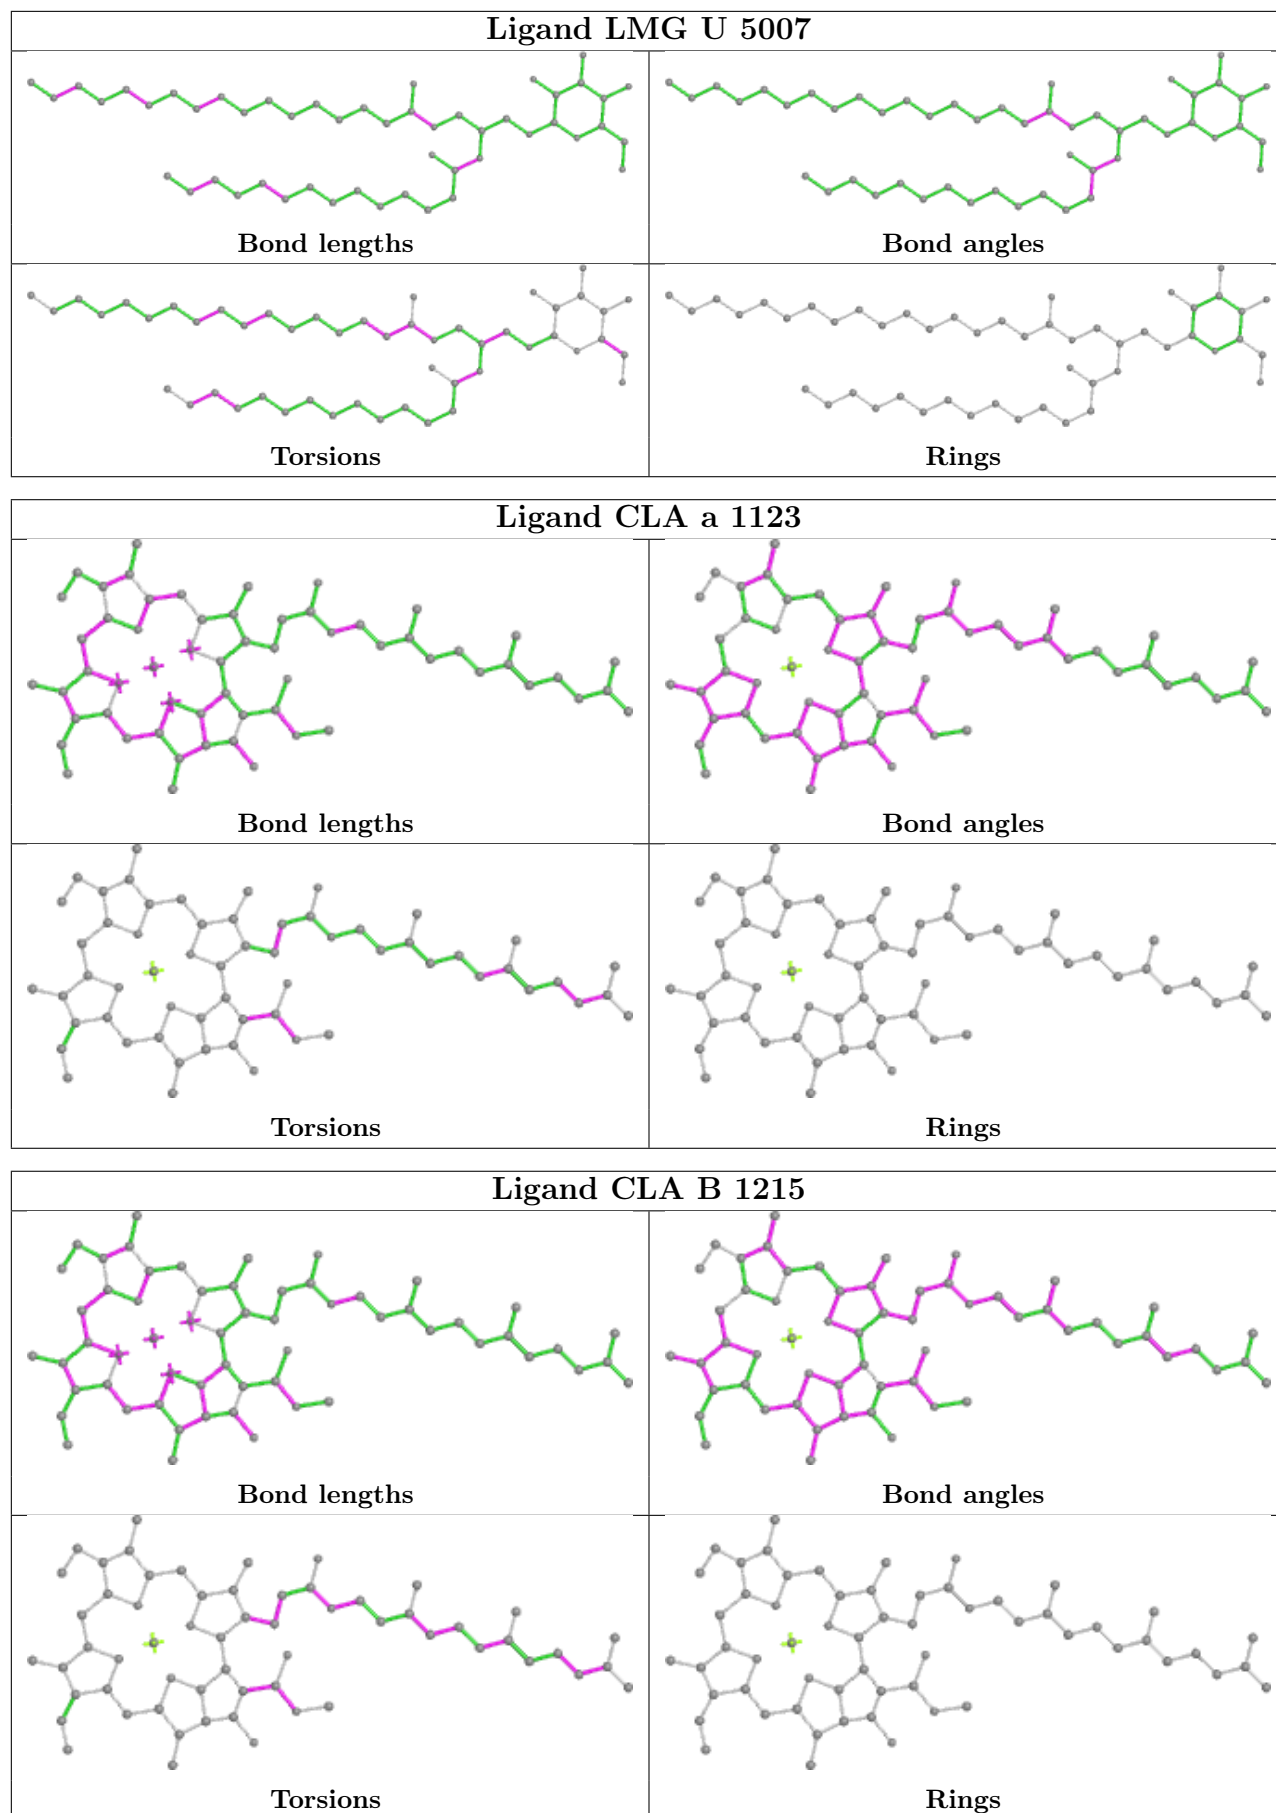 Ligand LMG U 5007
Bond lengths
Bond angles
Torsions
Rings
Ligand CLA a 1123
Bond lengths
Bond angles
Torsions
Rings
Ligand CLA B 1215
Bond lengths
Bond angles
Torsions
Rings